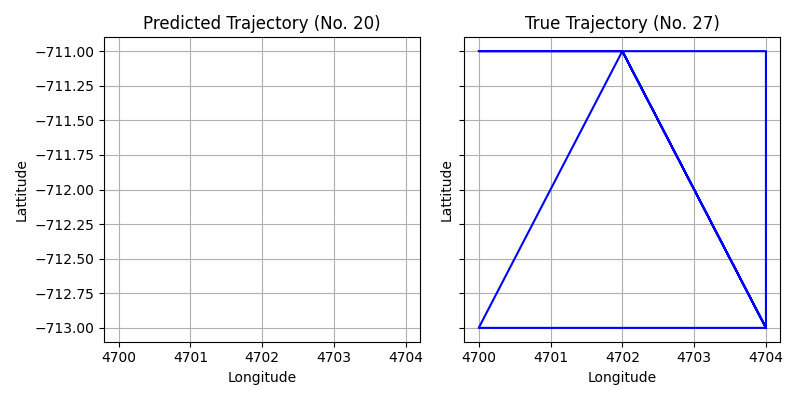 Predicted Trajectory (No. 20)
True Trajectory (No. 27)
−711.00
−711.25
−711.50
−711.75
−712.00
−712.25
−712.50
−712.75
−713.00
Lattitude
Lattitude
4700 4701 4702 4703 4704
4700 4701 4702 4703 4704
Longitude
Longitude